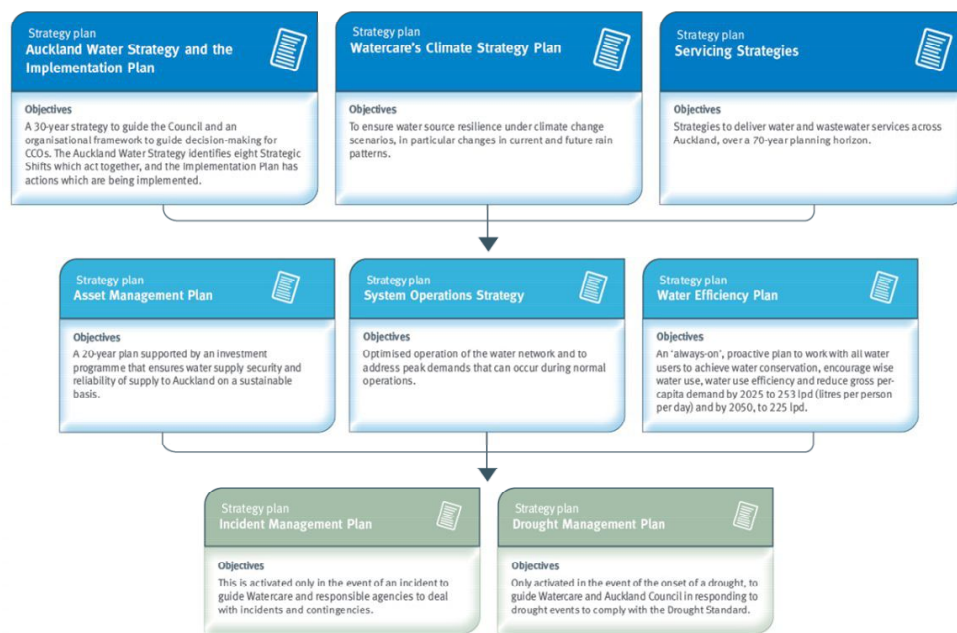 Strategy plan
Auckland Water Strategy and the
Implementation Plan
Objectives
A 30-year strategy to guide the Council and an
organisational framework to guide decision-making for
CCOs. The Auckland Water Strategy identifies eight Strategic
Shifts which act together, and the Implementation Plan has
actions which are being implemented.
Strategy plan
Watercare's Climate Strategy Plan
Objectives
To ensure water source resilience under climate change
scenarios, in particular changes in current and future rain
patterns.
Strategy plan
Servicing Strategies
Objectives
Strategies to deliver water and wastewater services across
Auckland, over a 70-year planning horizon.
Strategy plan
Asset Management Plan
Objectives
A 20-year plan supported by an investment
programme that ensures water supply security and
reliability of supply to Auckland on a sustainable
basis.
Strategy plan
System Operations Strategy
Objectives
Optimised operation of the water network and to
address peak demands that can occur during normal
operations.
Strategy plan
Water Efficiency Plan
Objectives
An 'always-on', proactive plan to work with all water
users to achieve water conservation, encourage wise
water use, water use efficiency and reduce gross per-
capita demand by 2025 to 253 lpd (litres per person
per day) and by 2050, to 225 lpd.
Strategy plan
Incident Management Plan
Objectives
This is activated only in the event of an incident to
guide Watercare and responsible agencies to deal
with incidents and contingencies.
Strategy plan
Drought Management Plan
Objectives
Only activated in the event of the onset of a drought, to
guide Watercare and Auckland Council in responding to
drought events to comply with the Drought Standard.